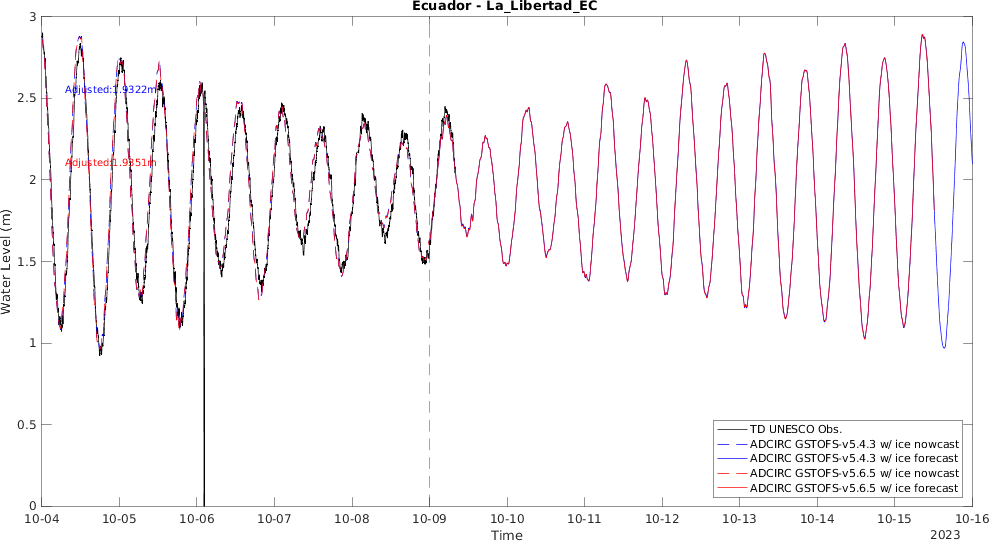 Ecuador - La_Libertad_EC
3
2.5
2
1.5
1
0.5
0
Water Level (m)
Adjusted:1.9322m
Adjusted:1.9351m
TD UNESCO Obs.
ADCIRC GSTOFS-v5.4.3 w/ ice nowcast
ADCIRC GSTOFS-v5.4.3 w/ ice forecast
ADCIRC GSTOFS-v5.6.5 w/ ice nowcast
ADCIRC GSTOFS-v5.6.5 w/ ice forecast
10-04 10-05 10-06 10-07 10-08 10-09 10-10 10-11 10-12 10-13 10-14 10-15 10-16
Time
2023